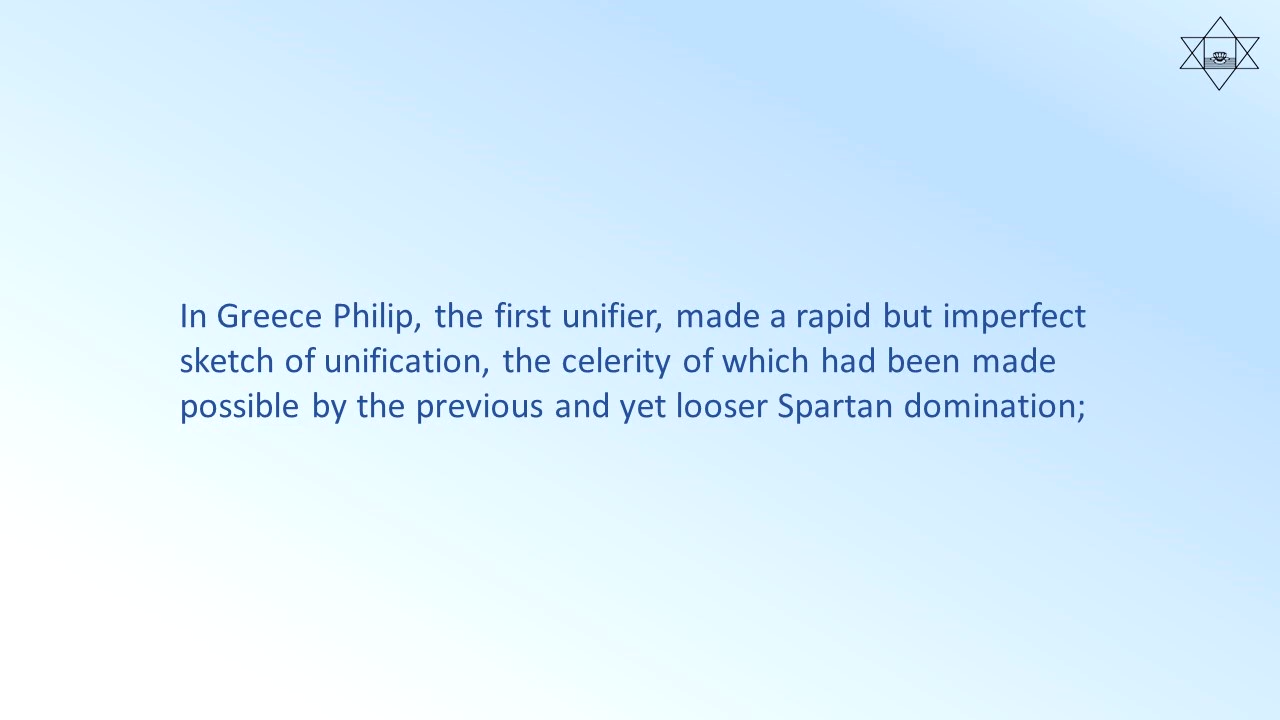 In Greece Philip, the first unifier, made a rapid but imperfect
sketch of unification, the celerity of which had been made
possible by the previous and yet looser Spartan domination;